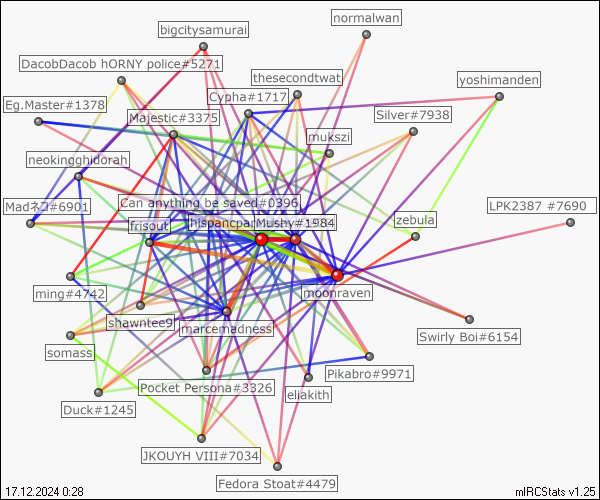 normalwan
bigcitysamurai
DacobDacob hORNY police#5271
thesecondtwat
yoshimanden
Cypha#1717
Eg.Master#1378
Silver#7938
Majestic#3375
mukszi
neokingghidorah
Can anything be saved#0396
LPK2387 #7690
Madネコ#6901
zebula
frisout
hispancpa
Mushy#1984
moonraven
ming#4742
shawntee9
marcemadness
Swirly Boi#6154
somass
Pikabro#9971
Pocket Persona#3326
eliakith
Duck#1245
JKOUYH VIII#7034
Fedora Stoat#4479
17.12.2024 0:28
mIRCStats v1.25